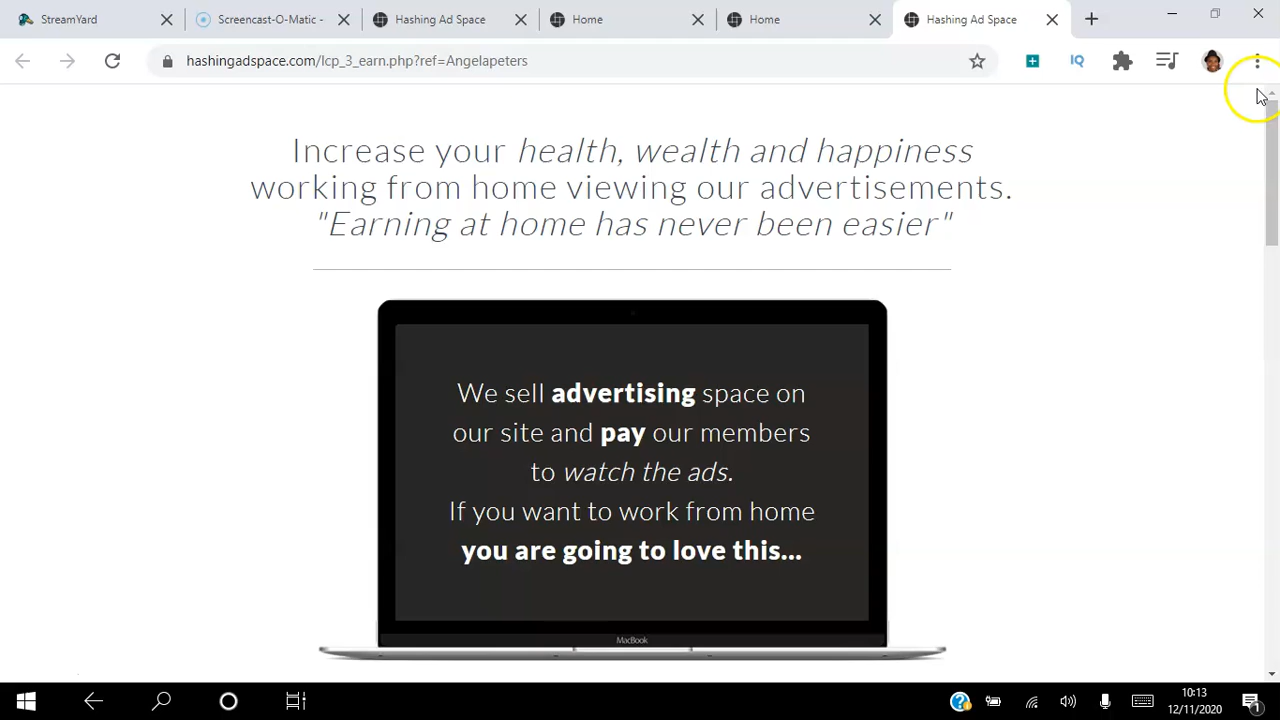 StreamYard
Screencast-O-Matic -
Hashing Ad Space
Home
Home
Hashing Ad Space
hashingadspace.com/lcp_3_earn.php?ref=Angelapeters
IQ
Increase your health, wealth and happiness
working from home viewing our advertisements.
"Earning at home has never been easier"
We sell advertising space on
our site and pay our members
to watch the ads.
If you want to work from home
you are going to love this...
MacBook
10:13
12/11/2020
1